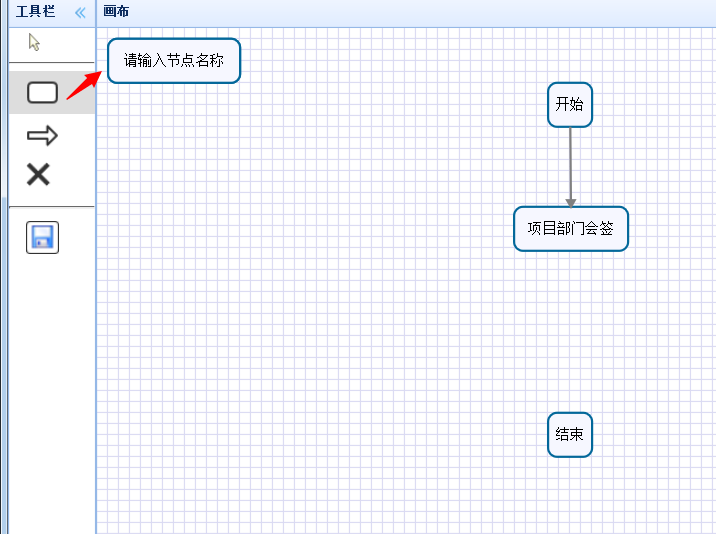 工具栏
画布
请输入节点名称
开始
项目部门会签
结束